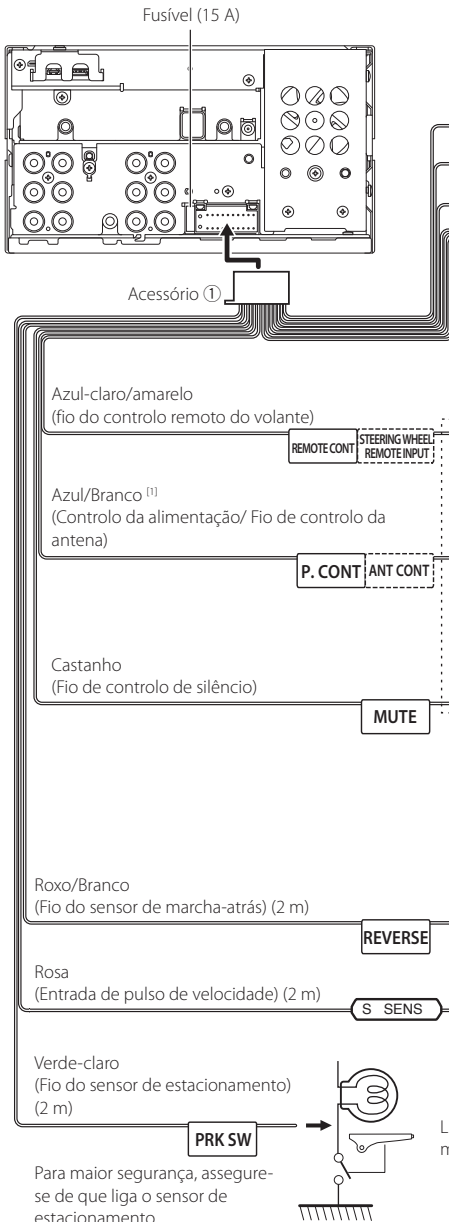 Fusível (15 A)
Acessório ①
Azul-claro/amarelo
(fio do controlo remoto do volante)
REMOTE CONT
STEERING WHEEL
REMOTE INPUT
Azul/Branco [1]
(Controlo da alimentação/ Fio de controlo da
antena)
P. CONT
ANT CONT
Castanho
(Fio de controlo de silêncio)
MUTE
Roxo/Branco
(Fio do sensor de marcha-atrás) (2 m)
REVERSE
Rosa
(Entrada de pulso de velocidade) (2 m)
S SENS
Verde-claro
(Fio do sensor de estacionamento)
(2 m)
PRK SW
Para maior segurança, assegure-
se de que liga o sensor de
estacionamento